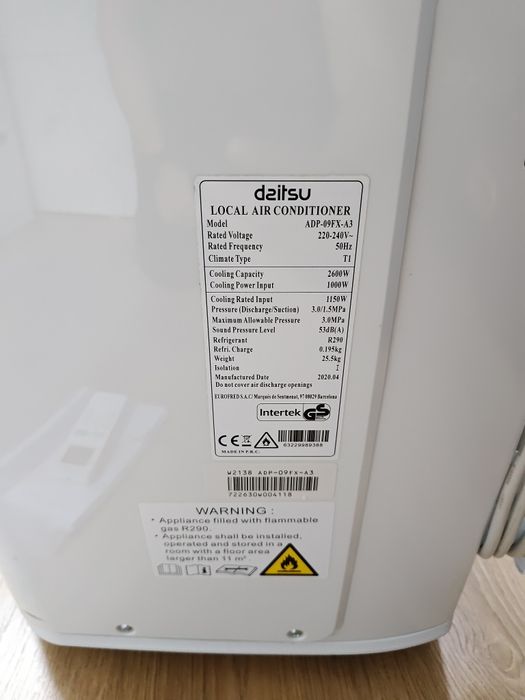 daitsu
LOCAL AIR CONDITIONER
Model ADP-09FX-A3
Rated Voltage 220-240V~
Rated Frequency 50Hz
Climate Type T1
Cooling Capacity 2600W
Cooling Power Input 1000W
Cooling Rated Input 1150W
Pressure (Discharge/Suction) 3.0/1.5MPa
Maximum Allowable Pressure 3.0MPa
Sound Pressure Level 53dB(A)
Refrigerant R290
Refri. Charge 0.195kg
Weight 25.5kg
Isolation I
Manufactured Date 2020.04
Do not cover air discharge openings
EUROFRED S.A.C/ Marqués de Sentmenat, 97 08029 Barcelona
Intertek GS
CE
63229989388
MADE IN P.R.C.
W2138 ADP-09FX-A3
722630W004118
WARNING :
• Appliance filled with flammable
gas R290.
• Appliance shall be installed,
operated and stored in a
room with a floor area
larger than 11 m².